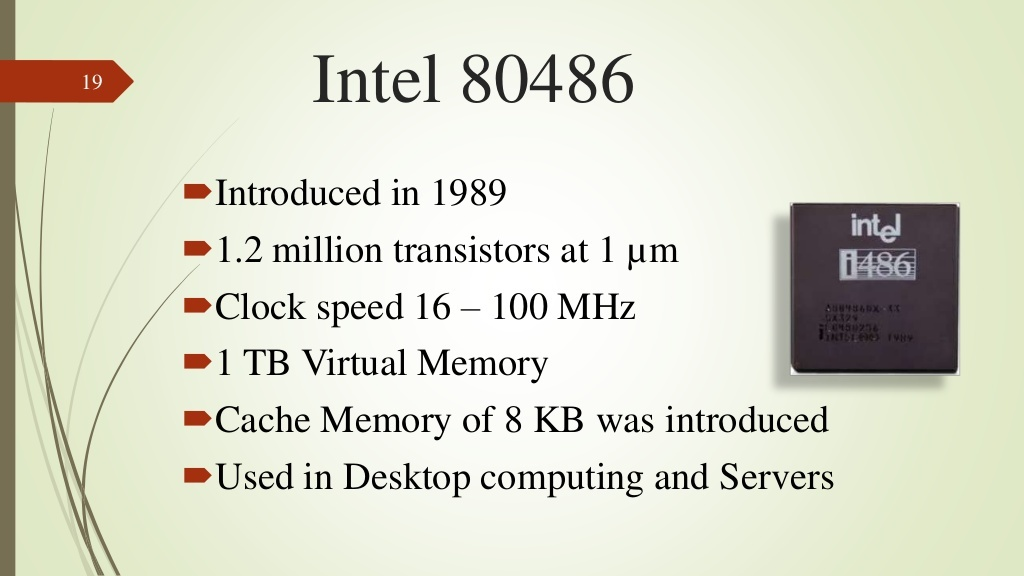 19
Intel 80486
Introduced in 1989
1.2 million transistors at 1 µm
Clock speed 16 – 100 MHz
1 TB Virtual Memory
Cache Memory of 8 KB was introduced
Used in Desktop computing and Servers
intel
i486